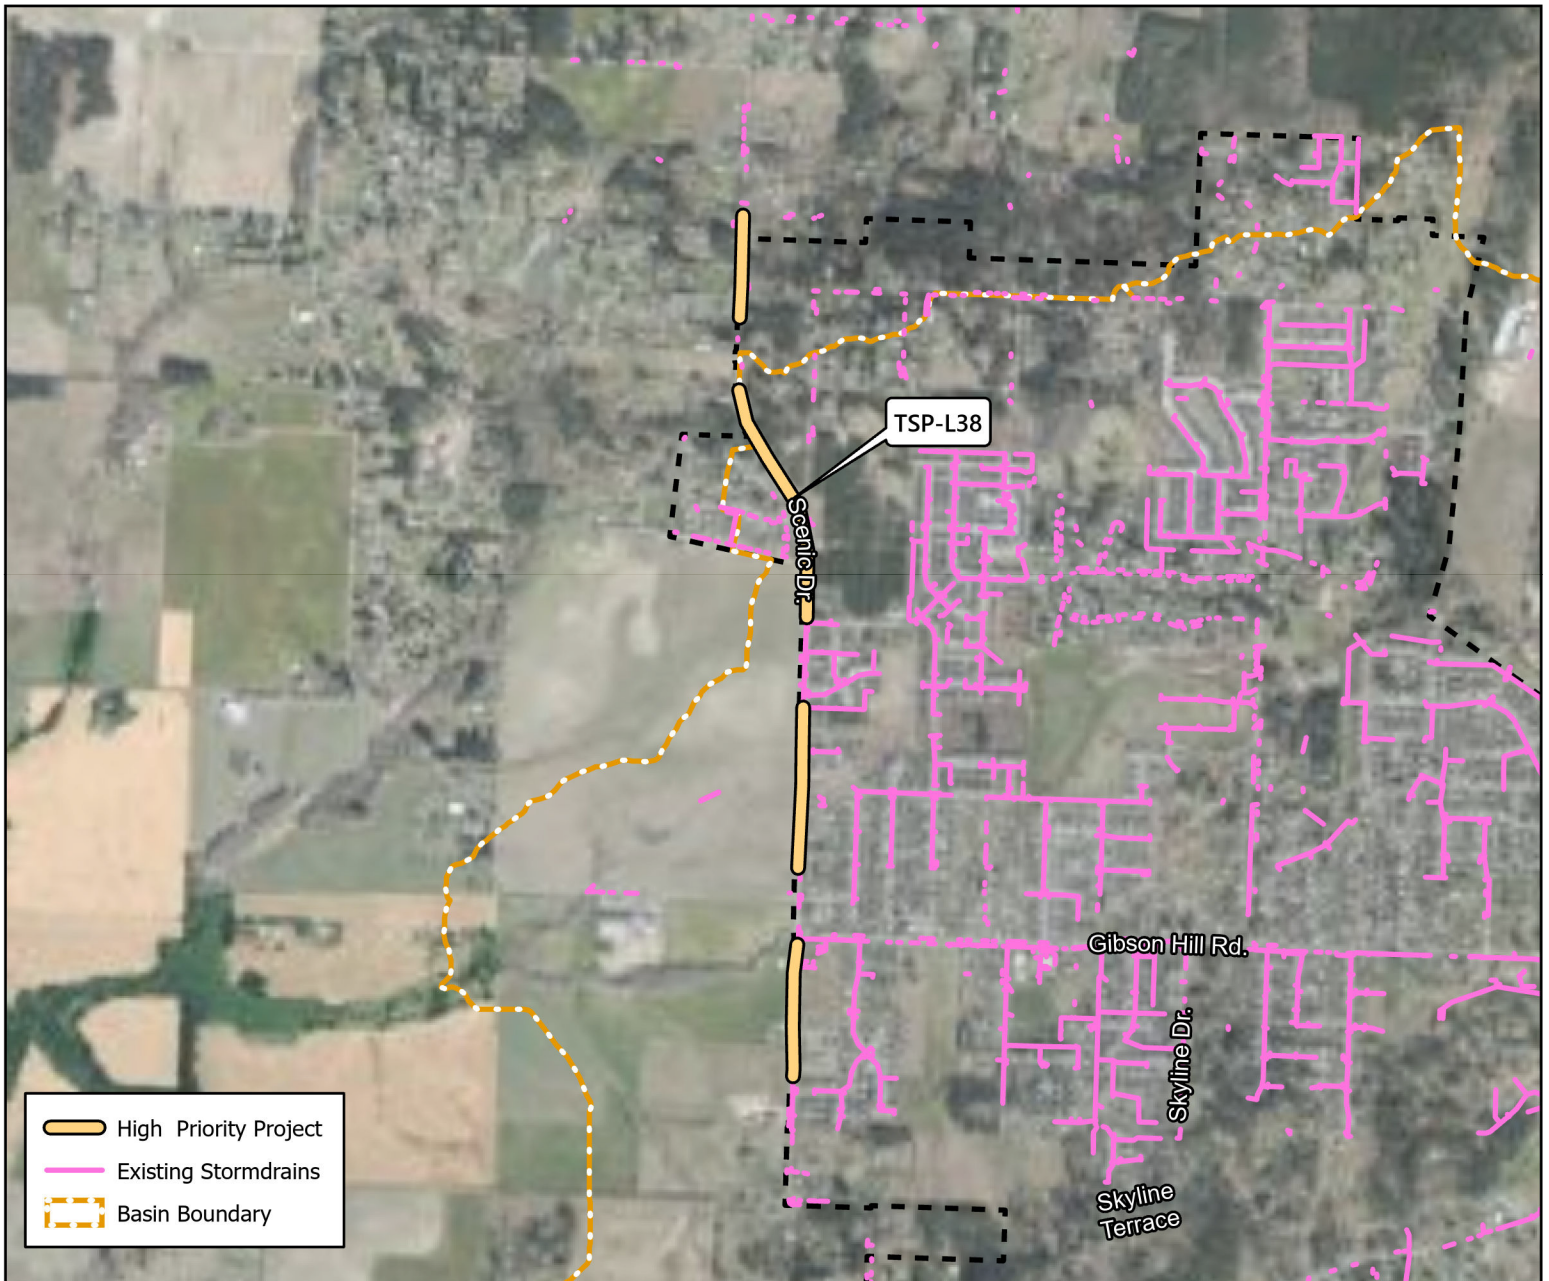 TSP-L38
Scenic Dr.
Gibson Hill Rd.
Skyline Dr.
Skyline
Terrace
High Priority Project
Existing Stormdrains
Basin Boundary